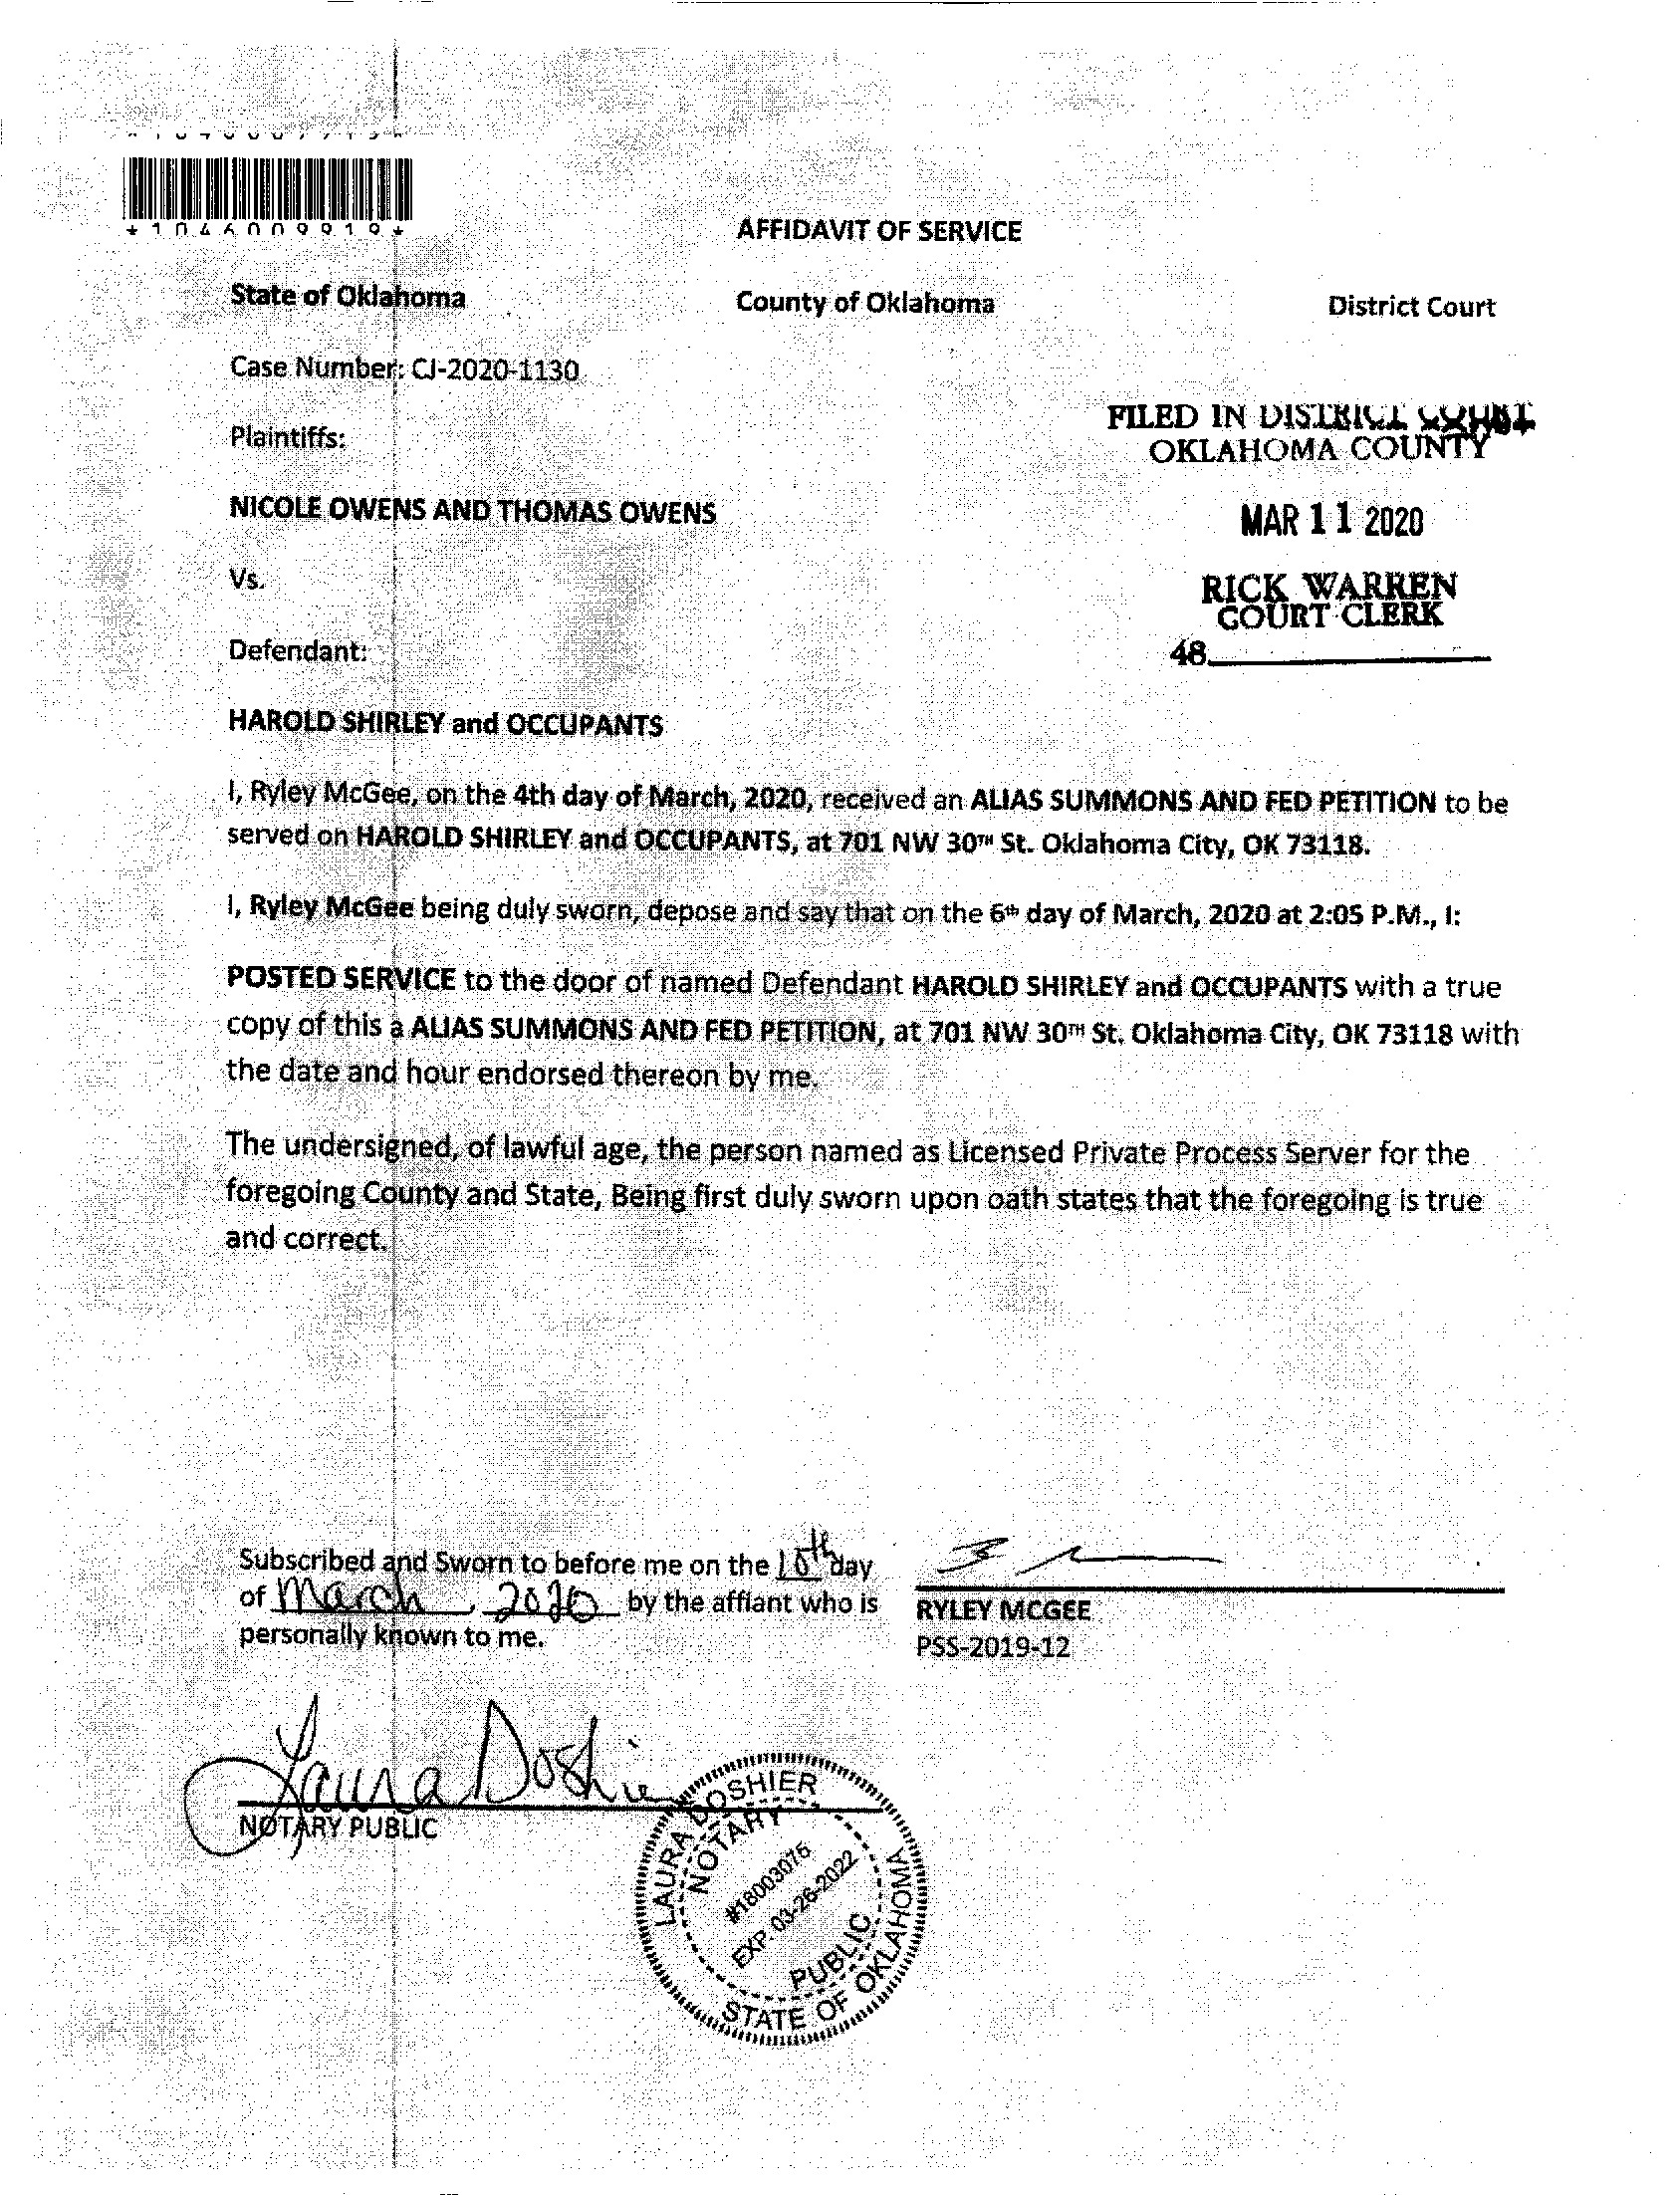 AFFIDAVIT OF SERVICE
State of Oklahoma County of Oklahoma District Court
Case Number: CJ-2020-1130
FILED IN DISTRICT COURT
OKLAHOMA COUNTY
Plaintiffs:
NICOLE OWENS AND THOMAS OWENS
MAR 11 2020
Vs.
RICK WARREN
COURT CLERK
48
Defendant:
HAROLD SHIRLEY and OCCUPANTS
I, Ryley McGee, on the 4th day of March, 2020, received an ALIAS SUMMONS AND FED PETITION to be
served on HAROLD SHIRLEY and OCCUPANTS, at 701 NW 30TH St. Oklahoma City, OK 73118.
I, Ryley McGee being duly sworn, depose and say that on the 6th day of March, 2020 at 2:05 P.M., I:
POSTED SERVICE to the door of named Defendant HAROLD SHIRLEY and OCCUPANTS with a true
copy of this a ALIAS SUMMONS AND FED PETITION, at 701 NW 30TH St. Oklahoma City, OK 73118 with
the date and hour endorsed thereon by me.
The undersigned, of lawful age, the person named as Licensed Private Process Server for the
foregoing County and State, Being first duly sworn upon oath states that the foregoing is true
and correct.
Subscribed and Sworn to before me on the 10th day
of March, 2020 by the affiant who is
personally known to me.
RYLEY MCGEE
PSS-2019-12
Laura Doshier
NOTARY PUBLIC
LAURA DOSHIER
NOTARY
#18003075
EXP. 03-26-2022
PUBLIC
STATE OF OKLAHOMA